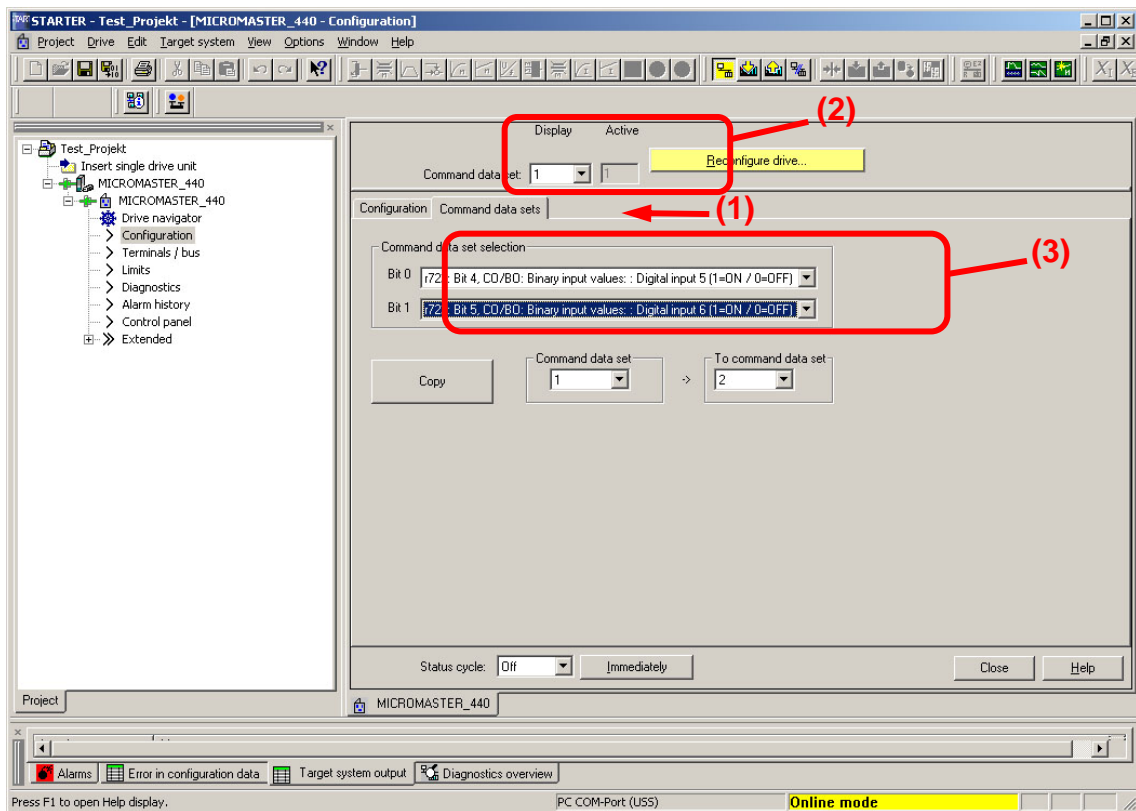 STARTER - Test_Projekt - [MICROMASTER_440 - Configuration]
Project Drive Edit Target system View Options Window Help
(2)
Display Active
Command data set: 1 1
Reconfigure drive...
Test_Projekt
Insert single drive unit
MICROMASTER_440
MICROMASTER_440
Drive navigator
Configuration
Terminals / bus
Limits
Diagnostics
Alarm history
Control panel
Extended
Configuration Command data sets
(1)
Command data set selection
(3)
Bit 0 r722: Bit 4, CO/BO: Binary input values: : Digital input 5 (1=ON / 0=OFF)
Bit 1 r722: Bit 5, CO/BO: Binary input values: : Digital input 6 (1=ON / 0=OFF)
Copy
Command data set
1
->
To command data set
2
Status cycle: Off Immediately Close Help
Project
MICROMASTER_440
Alarms Error in configuration data Target system output Diagnostics overview
Press F1 to open Help display. PC COM-Port (USS) Online mode